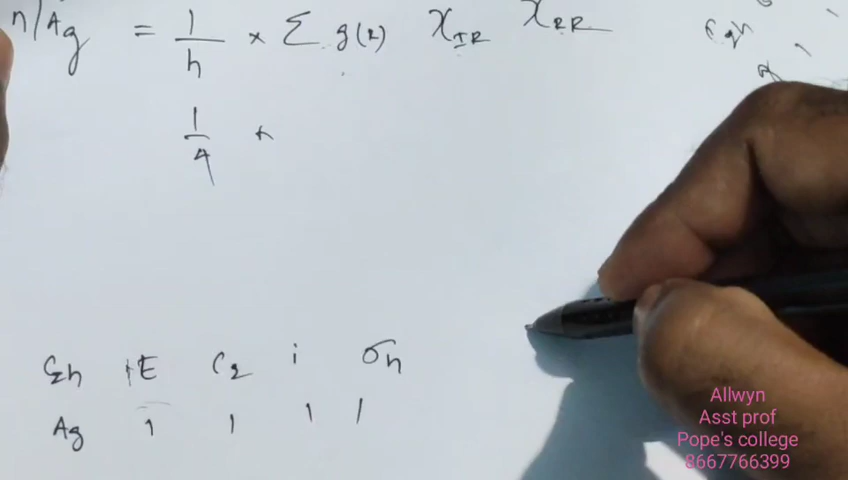 n/Ag = 1/h × Σ g(R) χIR χRR
1/4 ×
C2h E C2 i σh
Ag 1 1 1 1
Allwyn
Asst prof
Pope's college
8667766399